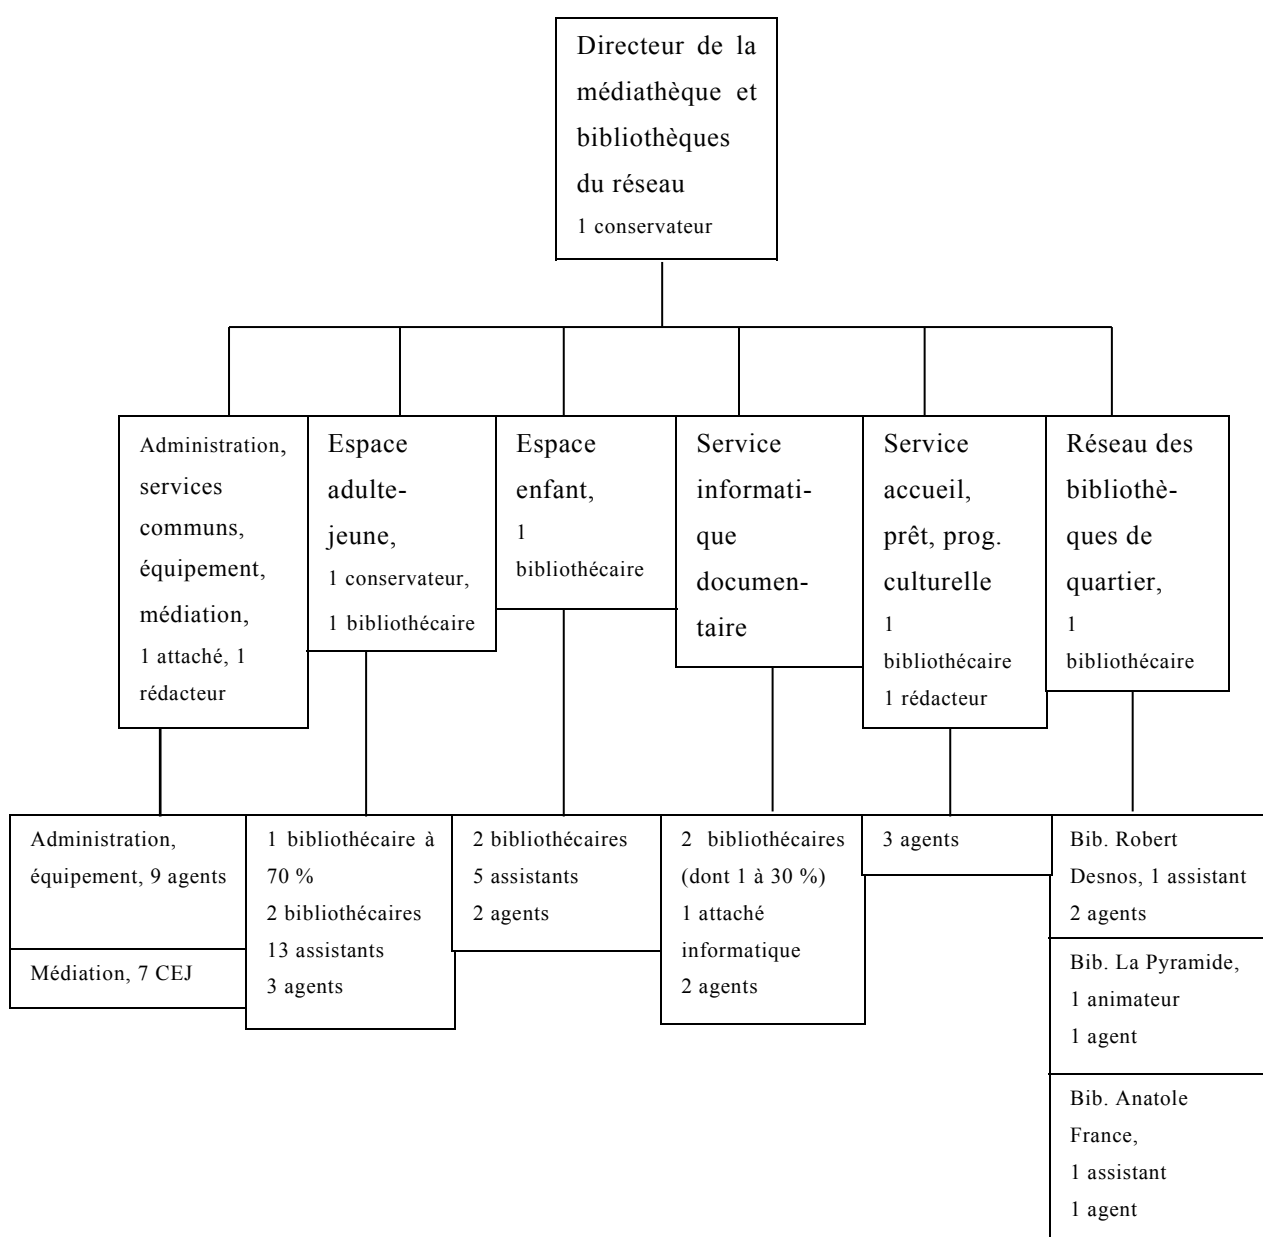 Directeur de la
médiathèque et
bibliothèques
du réseau
1 conservateur
Administration,
services
communs,
équipement,
médiation,
1 attaché, 1
rédacteur
Espace
adulte-
jeune,
1 conservateur,
1 bibliothécaire
Espace
enfant,
1
bibliothécaire
Service
informati-
que
documen-
taire
Service
accueil,
prêt, prog.
culturelle
1
bibliothécaire
1 rédacteur
Réseau des
bibliothè-
ques de
quartier,
1
bibliothécaire
Administration,
équipement, 9 agents
Médiation, 7 CEJ
1 bibliothécaire à
70 %
2 bibliothécaires
13 assistants
3 agents
2 bibliothécaires
5 assistants
2 agents
2 bibliothécaires
(dont 1 à 30 %)
1 attaché
informatique
2 agents
3 agents
Bib. Robert
Desnos, 1 assistant
2 agents
Bib. La Pyramide,
1 animateur
1 agent
Bib. Anatole
France,
1 assistant
1 agent